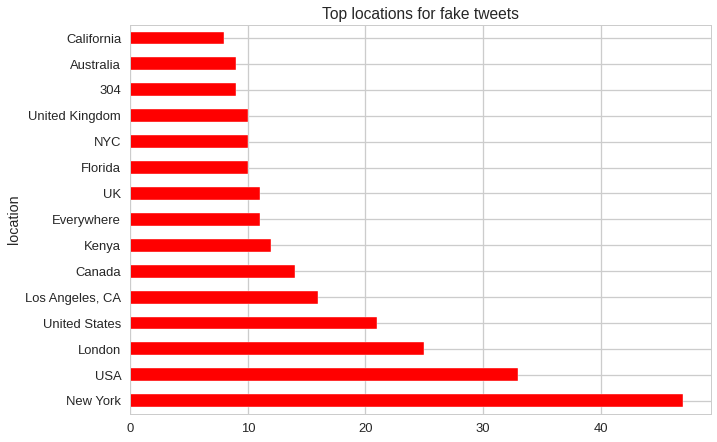 Top locations for fake tweets
location
California
Australia
304
United Kingdom
NYC
Florida
UK
Everywhere
Kenya
Canada
Los Angeles, CA
United States
London
USA
New York
0 10 20 30 40